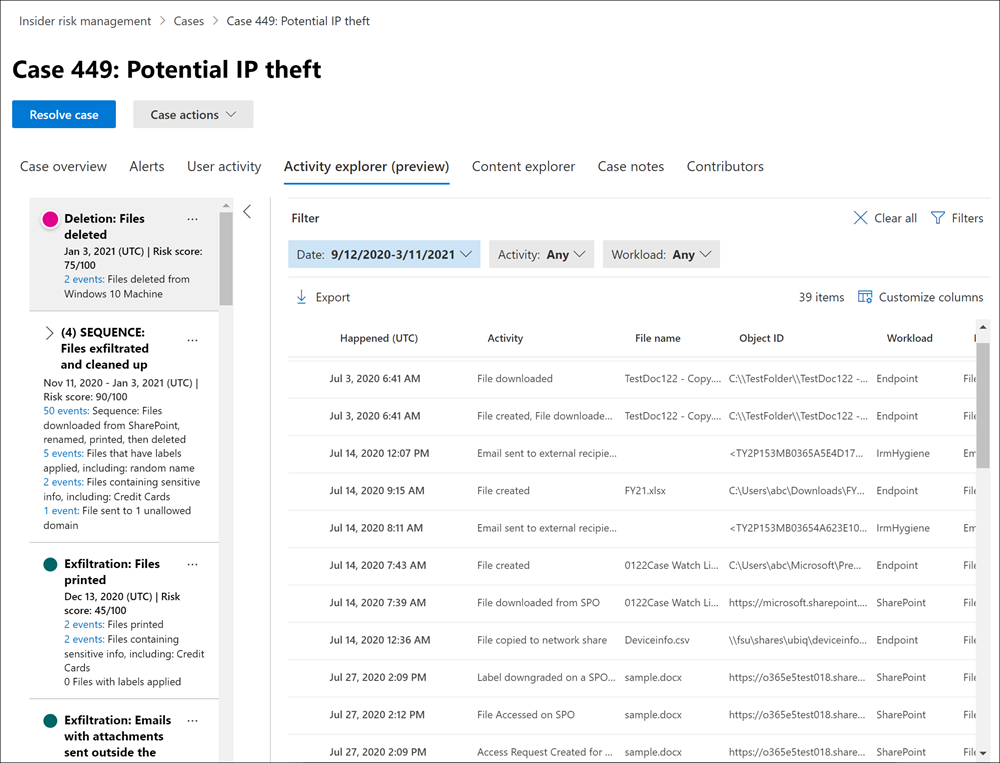 Insider risk management > Cases > Case 449: Potential IP theft
Case 449: Potential IP theft
Resolve case
Case actions
Case overview Alerts User activity Activity explorer (preview) Content explorer Case notes Contributors
Deletion: Files
deleted
Jan 3, 2021 (UTC) | Risk score:
75/100
2 events: Files deleted from
Windows 10 Machine
(4) SEQUENCE:
Files exfiltrated
and cleaned up
Nov 11, 2020 - Jan 3, 2021 (UTC) |
Risk score: 90/100
50 events: Sequence: Files
downloaded from SharePoint,
renamed, printed, then deleted
5 events: Files that have labels
applied, including: random name
2 events: Files containing sensitive
info, including: Credit Cards
1 event: File sent to 1 unallowed
domain
Exfiltration: Files
printed
Dec 13, 2020 (UTC) | Risk
score: 45/100
2 events: Files printed
2 events: Files containing
sensitive info, including: Credit
Cards
0 Files with labels applied
Exfiltration: Emails
with attachments
sent outside the
Filter
Clear all Filters
Date: 9/12/2020-3/11/2021 Activity: Any Workload: Any
Export 39 items Customize columns
Happened (UTC) Activity File name Object ID Workload
Jul 3, 2020 6:41 AM File downloaded TestDoc122 - Copy.... C:\\TestFolder\\TestDoc122 -... Endpoint File
Jul 3, 2020 6:41 AM File created, File downloade... TestDoc122 - Copy.... C:\\TestFolder\\TestDoc122 -... Endpoint File
Jul 14, 2020 12:07 PM Email sent to external recipie... <TY2P153MB0365A5E4D17... IrmHygiene Em
Jul 14, 2020 9:15 AM File created FY21.xlsx C:\Users\abc\Downloads\FY... Endpoint File
Jul 14, 2020 8:11 AM Email sent to external recipie... <TY2P153MB03654A623E10... IrmHygiene Em
Jul 14, 2020 7:43 AM File created 0122Case Watch Li... C:\Users\abc\Microsoft\Pre... Endpoint File
Jul 14, 2020 7:39 AM File downloaded from SPO 0122Case Watch Li... https://microsoft.sharepoint.... SharePoint File
Jul 14, 2020 12:36 AM File copied to network share Deviceinfo.csv \\fsu\shares\ubiq\deviceinfo... Endpoint File
Jul 27, 2020 2:09 PM Label downgraded on a SPO... sample.docx https://o365e5test018.share... SharePoint File
Jul 27, 2020 2:12 PM File Accessed on SPO sample.docx https://o365e5test018.share... SharePoint File
Jul 27, 2020 2:09 PM Access Request Created for ... sample.docx https://o365e5test018.share... SharePoint File